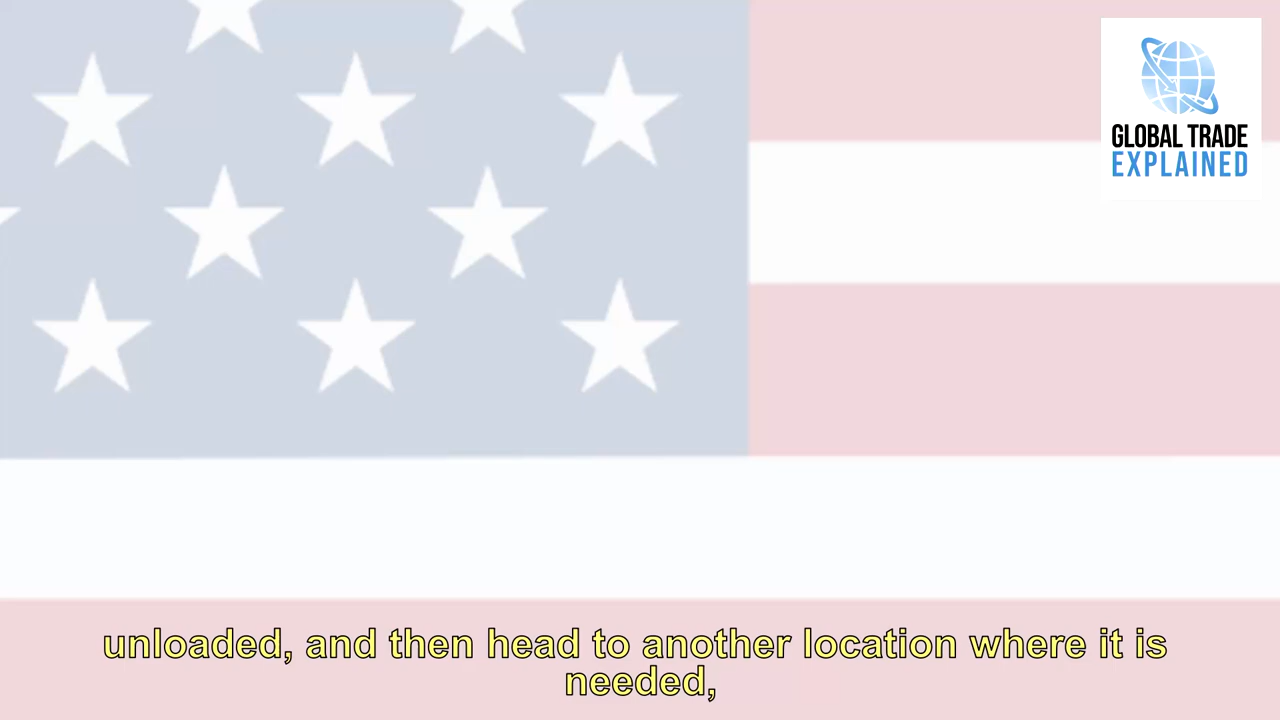 GLOBAL TRADE
EXPLAINED
unloaded, and then head to another location where it is
needed,